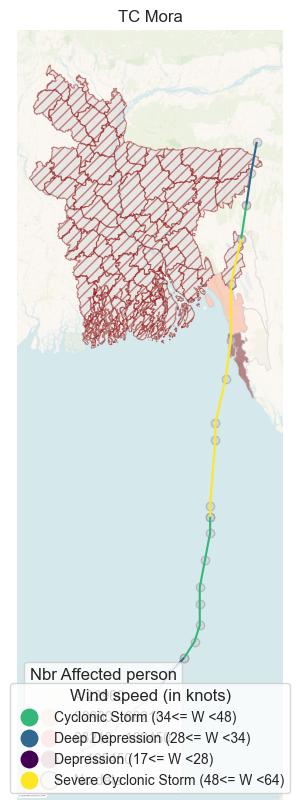 TC Mora
Nbr Affected person
Wind speed (in knots)
Cyclonic Storm (34<= W <48)
Deep Depression (28<= W <34)
Depression (17<= W <28)
Severe Cyclonic Storm (48<= W <64)